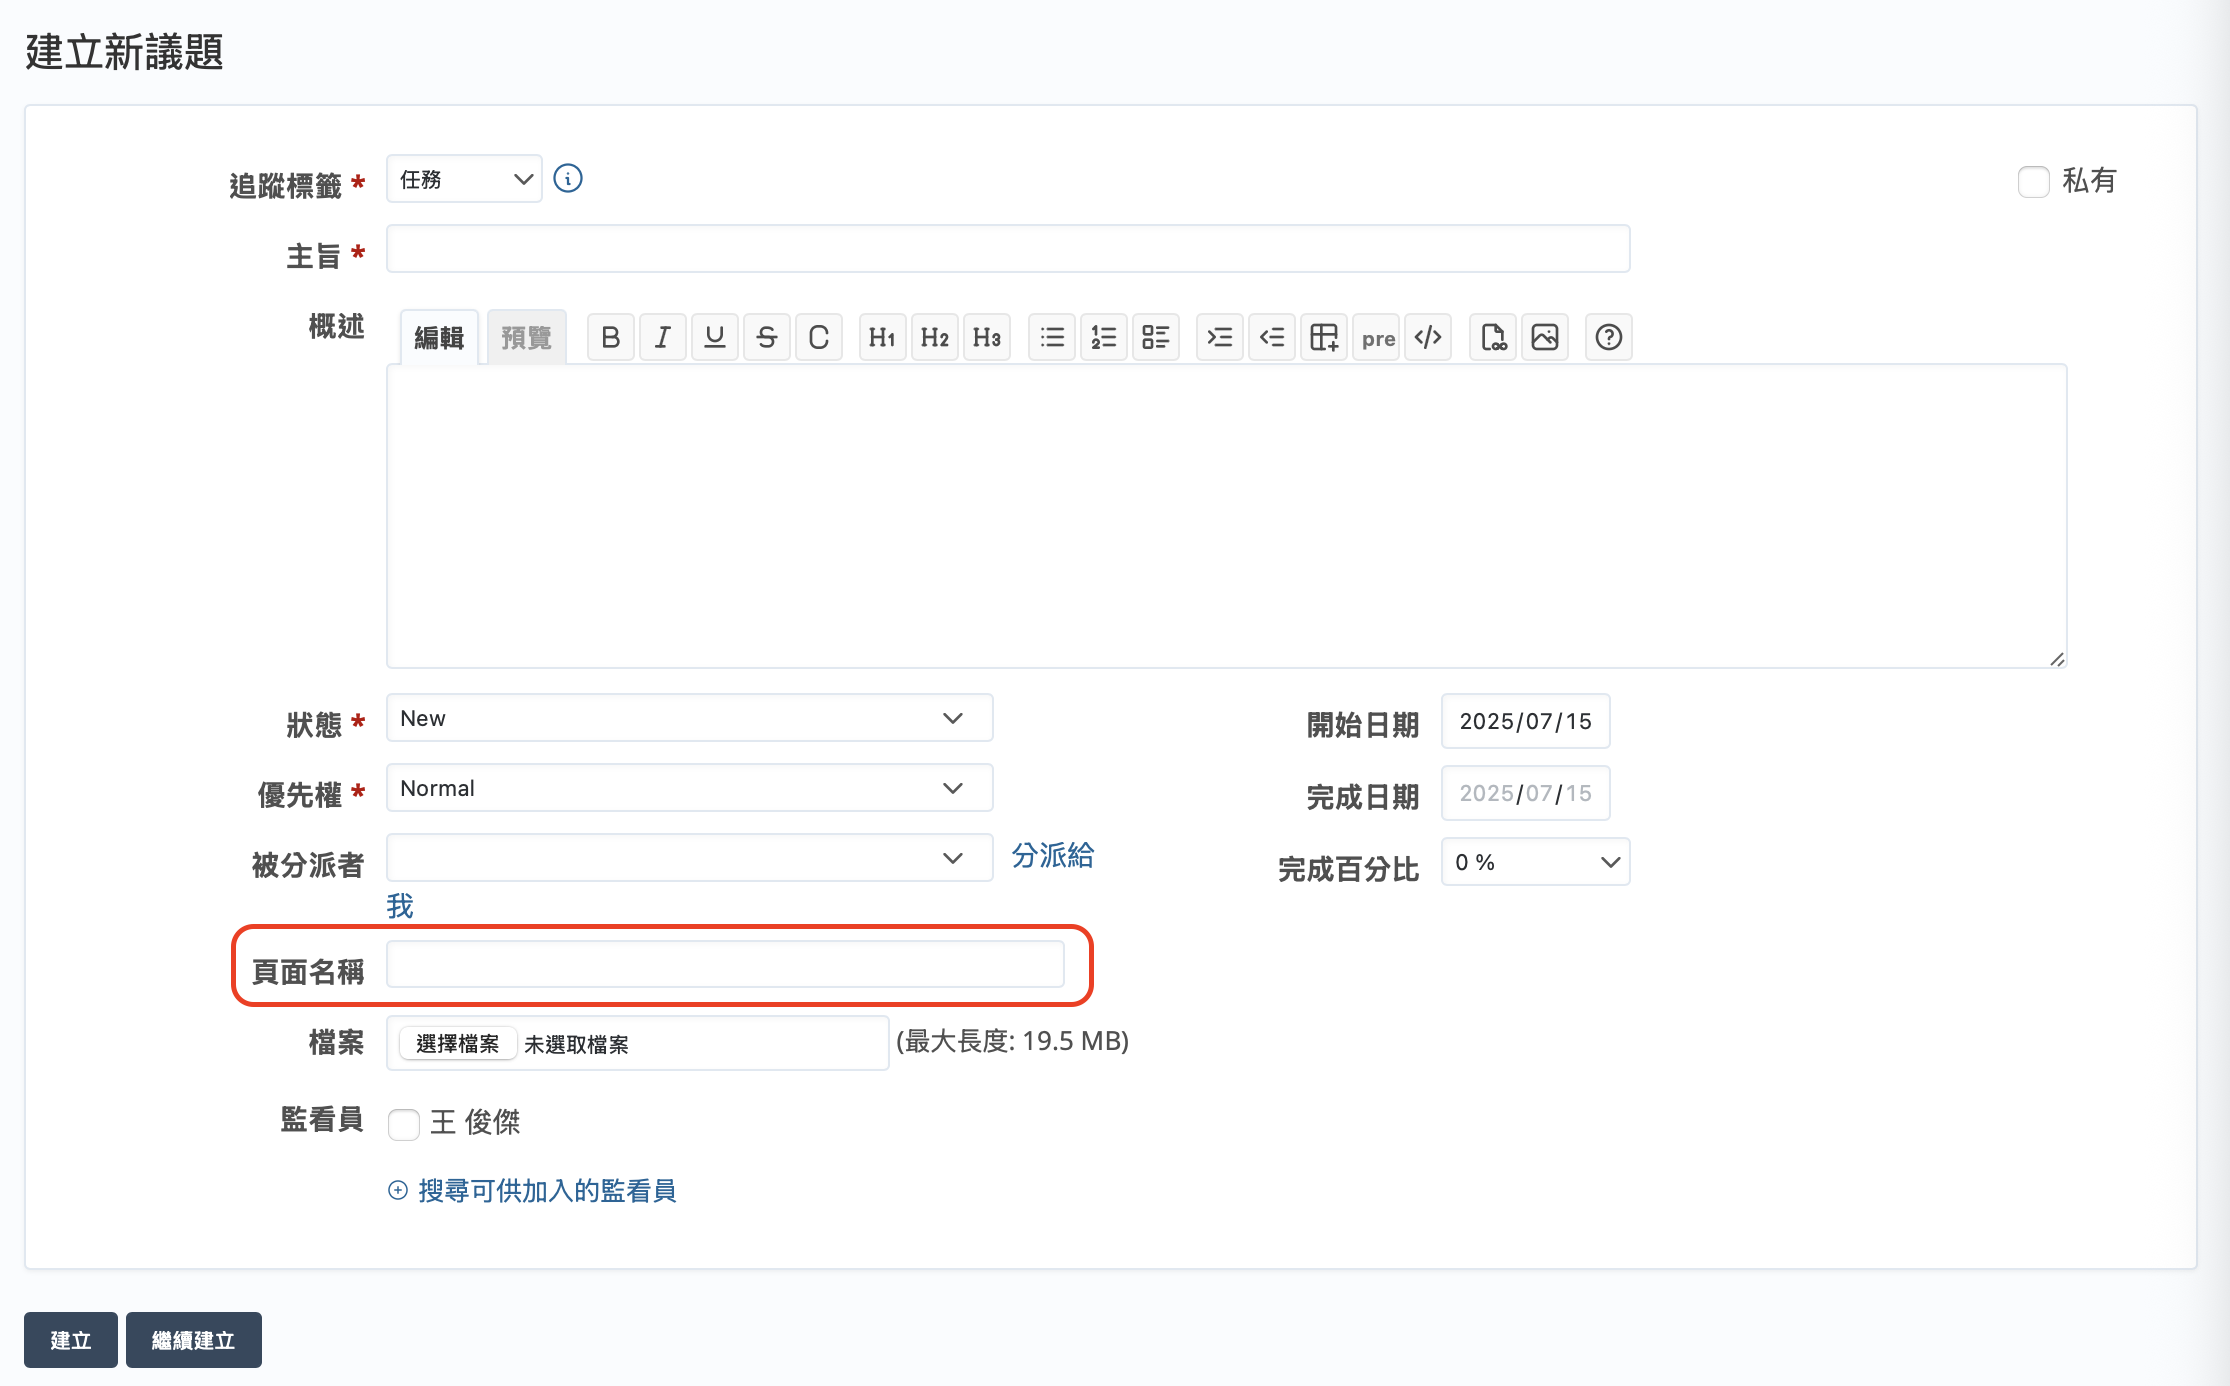 建立新議題
追蹤標籤 * 任務 私有
主旨 *
概述 編輯 預覽 B I U S C H1 H2 H3 pre
狀態 * New 開始日期 2025/07/15
優先權 * Normal 完成日期 2025/07/15
被分派者 分派給我 完成百分比 0 %
頁面名稱
檔案 選擇檔案 未選取檔案 (最大長度: 19.5 MB)
監看員 王 俊傑
搜尋可供加入的監看員
建立 繼續建立